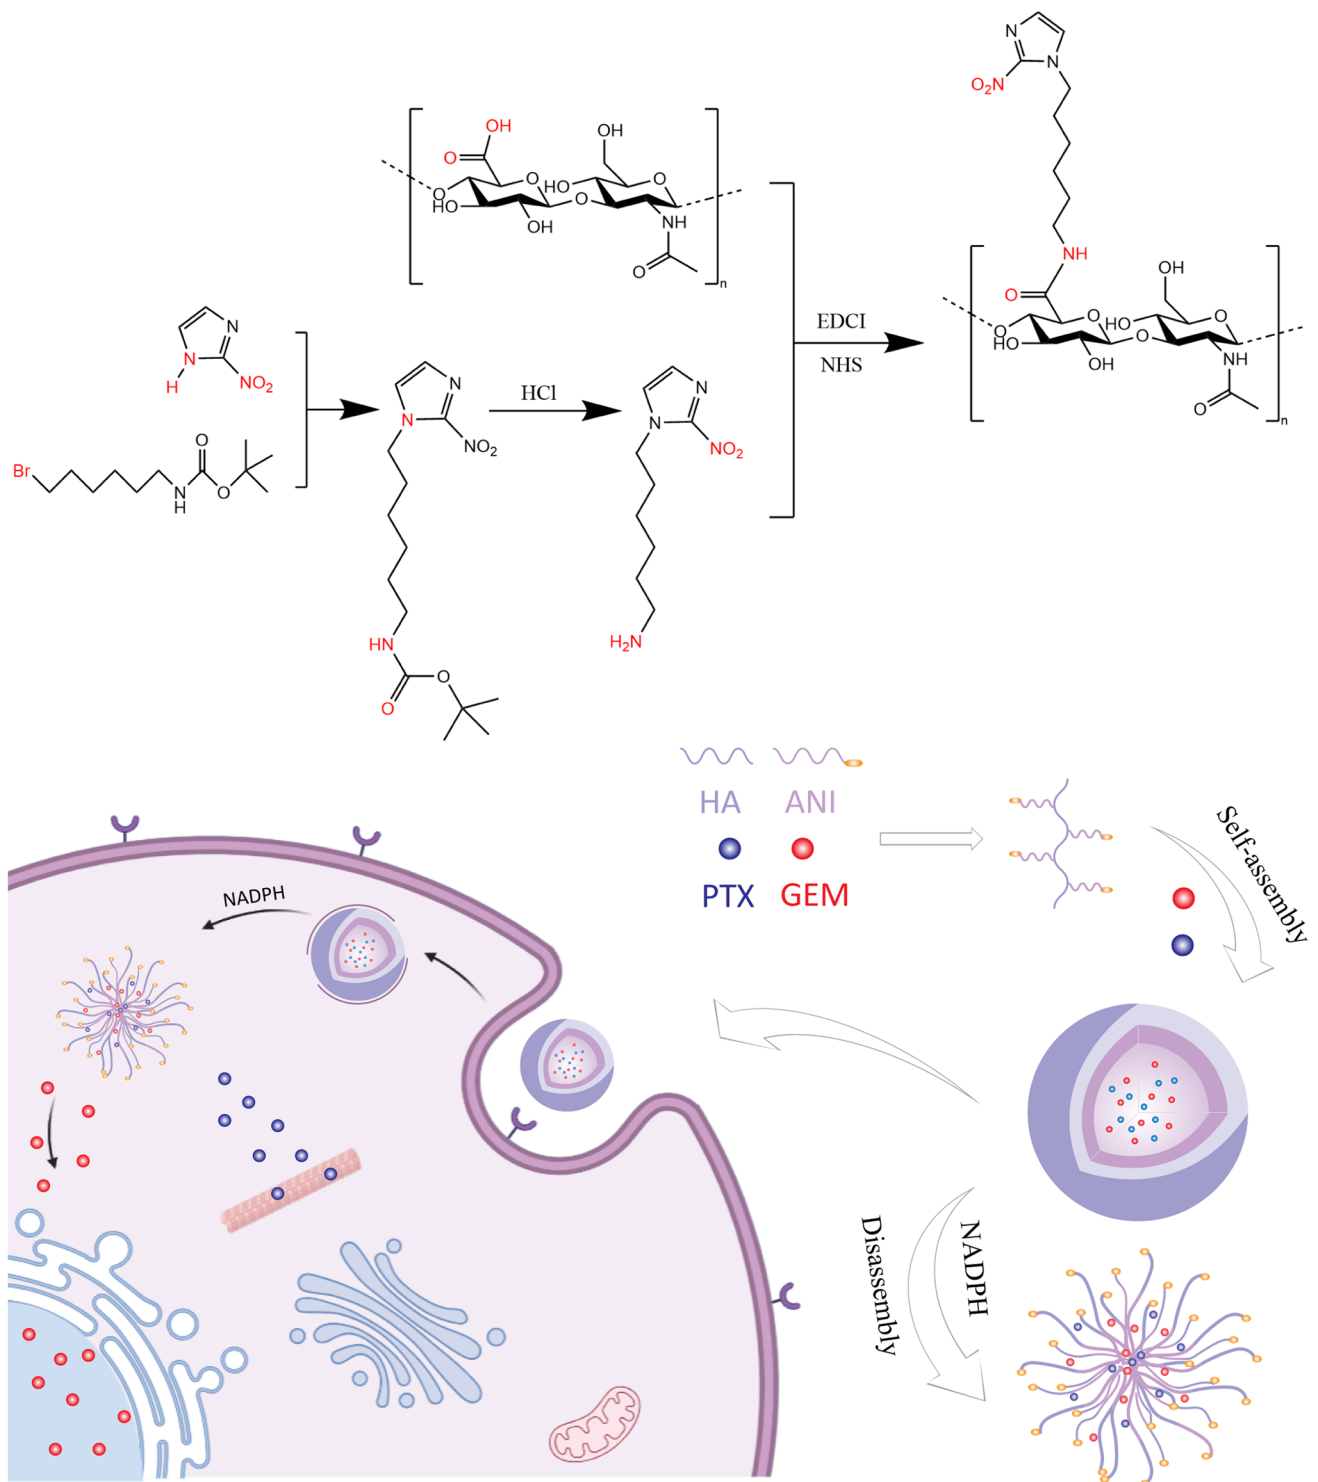 N
N
O₂N
OH
O
OH
O
O
HO
O
HO
O
OH
NH
O
n
NH
O
OH
O
O
HO
O
HO
O
OH
NH
O
n
EDCI
NHS
N
N
H
NO₂
Br
O
N
H
O
N
N
NO₂
HCl
N
N
NO₂
HN
O
O
H₂N
HA ANI
PTX GEM
Self-assembly
NADPH
NADPH
Disassembly